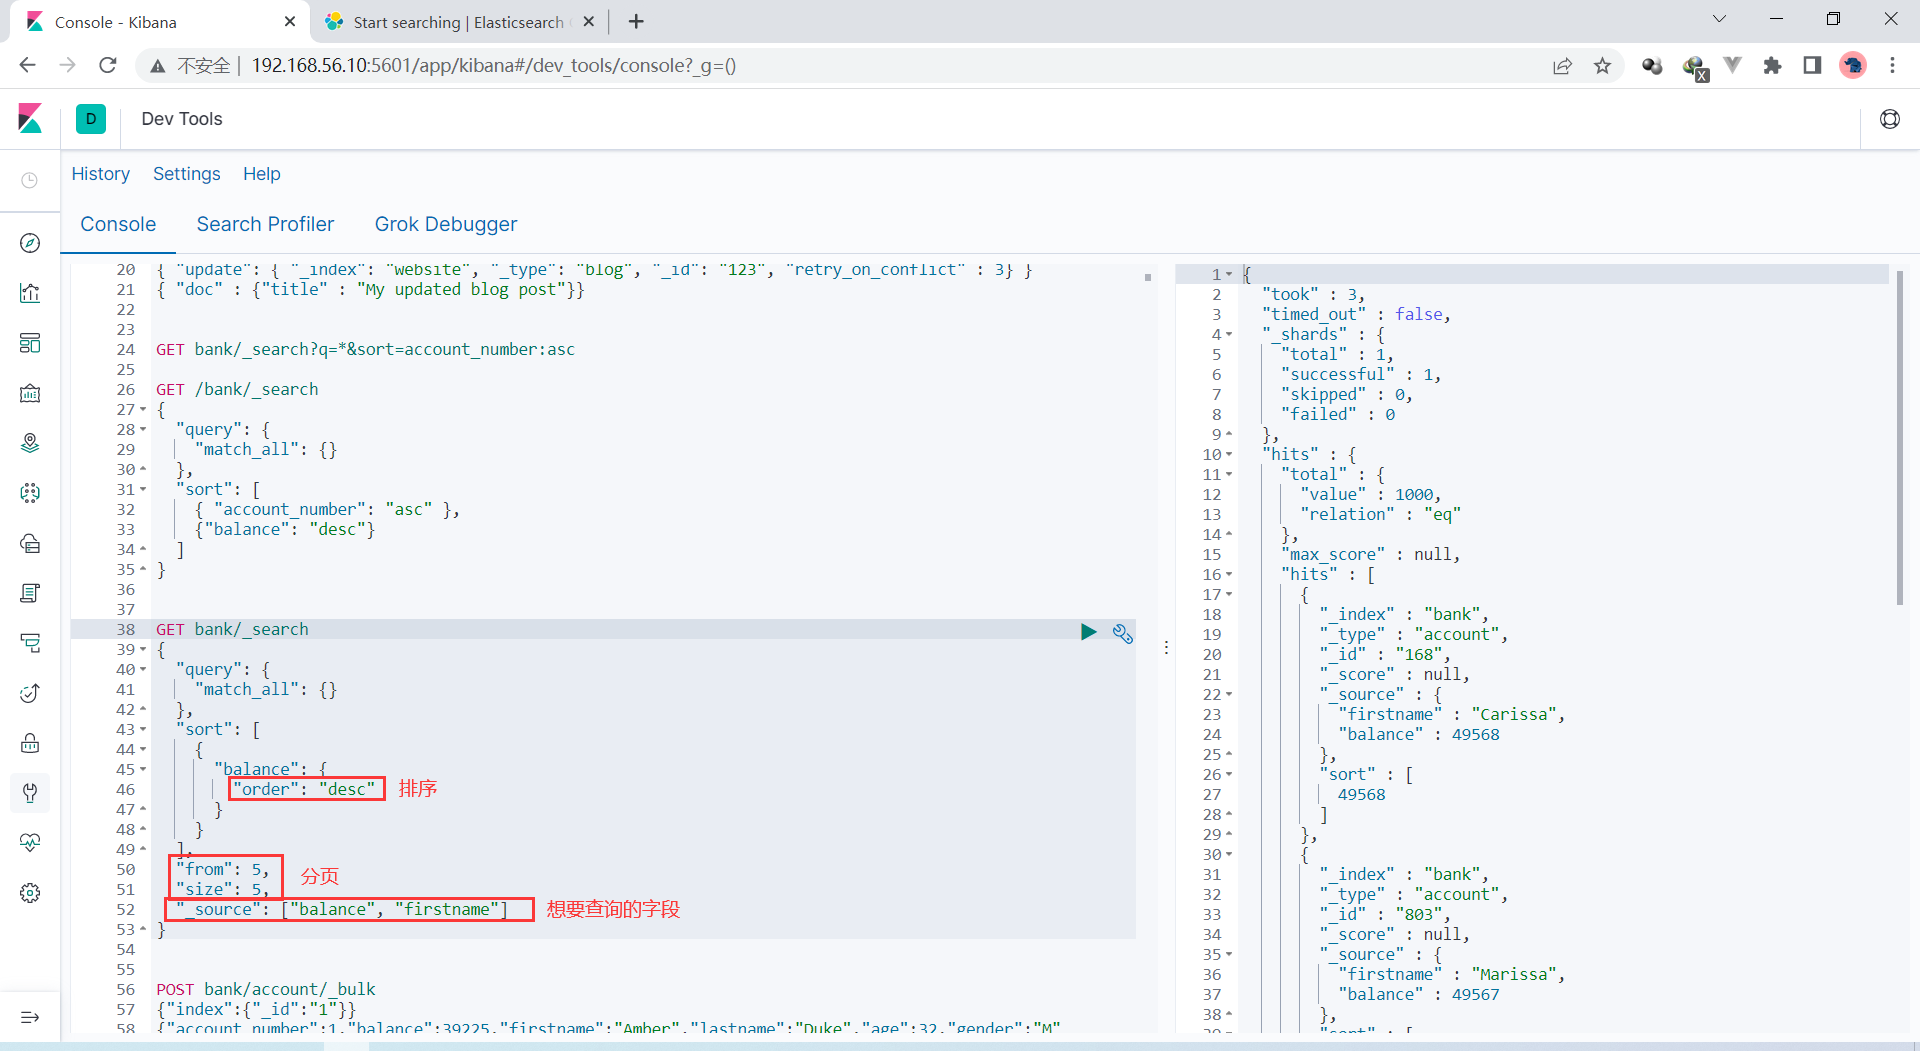 Console - Kibana
Start searching | Elasticsearch
不安全 | 192.168.56.10:5601/app/kibana#/dev_tools/console?_g=()
X
D
Dev Tools
History Settings Help
Console Search Profiler Grok Debugger
20 { "update": { "_index": "website", "_type": "blog", "_id": "123", "retry_on_conflict" : 3} }
21 { "doc" : {"title" : "My updated blog post"}}
22
23
24 GET bank/_search?q=*&sort=account_number:asc
25
26 GET /bank/_search
27 {
28 "query": {
29 "match_all": {}
30 },
31 "sort": [
32 { "account_number": "asc" },
33 {"balance": "desc"}
34 ]
35 }
36
37
38 GET bank/_search
39 {
40 "query": {
41 "match_all": {}
42 },
43 "sort": [
44 {
45 "balance": {
46 "order": "desc" 排序
47 }
48 }
49 ],
50 "from": 5,
分页
51 "size": 5,
52 "_source": ["balance", "firstname"] 想要查询的字段
53 }
54
55
56 POST bank/account/_bulk
57 {"index":{"_id":"1"}}
58 {"account_number":1,"balance":39225,"firstname":"Amber","lastname":"Duke","age":32,"gender":"M"
1 {
2 "took" : 3,
3 "timed_out" : false,
4 "_shards" : {
5 "total" : 1,
6 "successful" : 1,
7 "skipped" : 0,
8 "failed" : 0
9 },
10 "hits" : {
11 "total" : {
12 "value" : 1000,
13 "relation" : "eq"
14 },
15 "max_score" : null,
16 "hits" : [
17 {
18 "_index" : "bank",
19 "_type" : "account",
20 "_id" : "168",
21 "_score" : null,
22 "_source" : {
23 "firstname" : "Carissa",
24 "balance" : 49568
25 },
26 "sort" : [
27 49568
28 ]
29 },
30 {
31 "_index" : "bank",
32 "_type" : "account",
33 "_id" : "803",
34 "_score" : null,
35 "_source" : {
36 "firstname" : "Marissa",
37 "balance" : 49567
38 },
39 "sort" : [